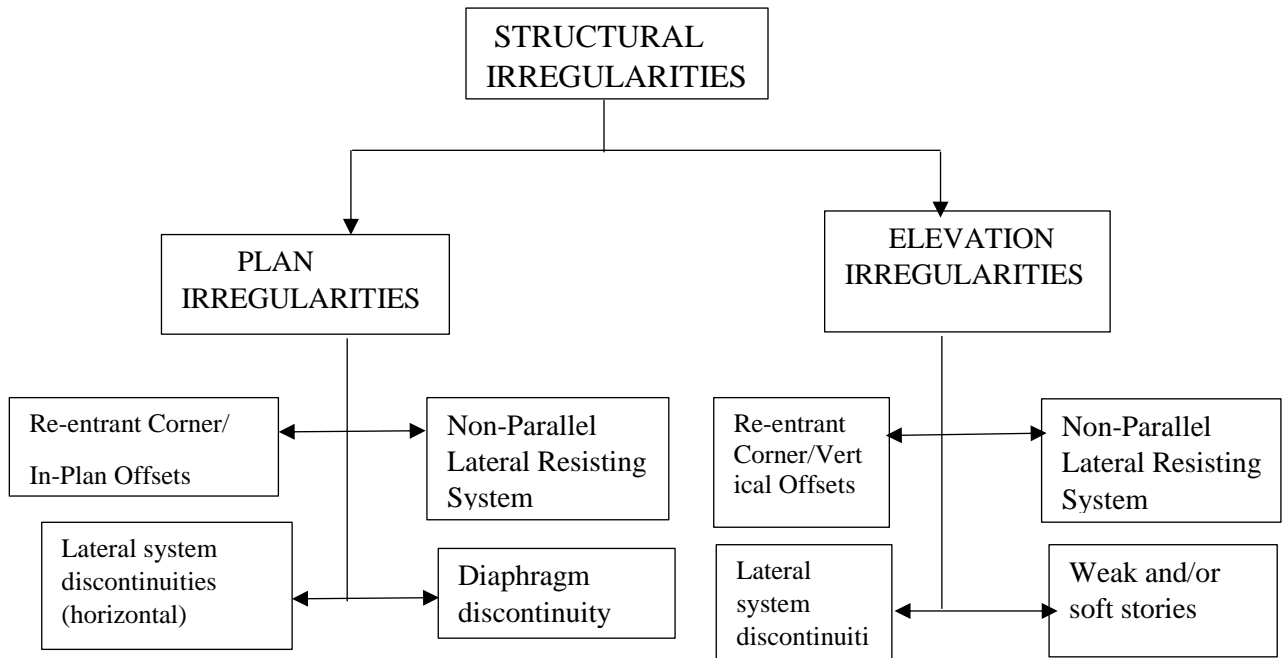 STRUCTURAL
IRREGULARITIES
PLAN
IRREGULARITIES
ELEVATION
IRREGULARITIES
Re-entrant Corner/
In-Plan Offsets
Non-Parallel
Lateral Resisting
System
Lateral system
discontinuities
(horizontal)
Diaphragm
discontinuity
Re-entrant
Corner/Vert
ical Offsets
Non-Parallel
Lateral Resisting
System
Lateral
system
discontinuiti
Weak and/or
soft stories